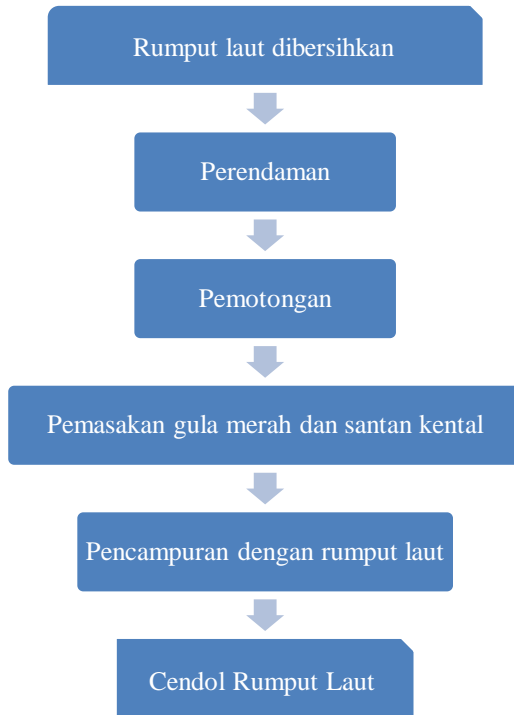 Rumput laut dibersihkan
Perendaman
Pemotongan
Pemasakan gula merah dan santan kental
Pencampuran dengan rumput laut
Cendol Rumput Laut